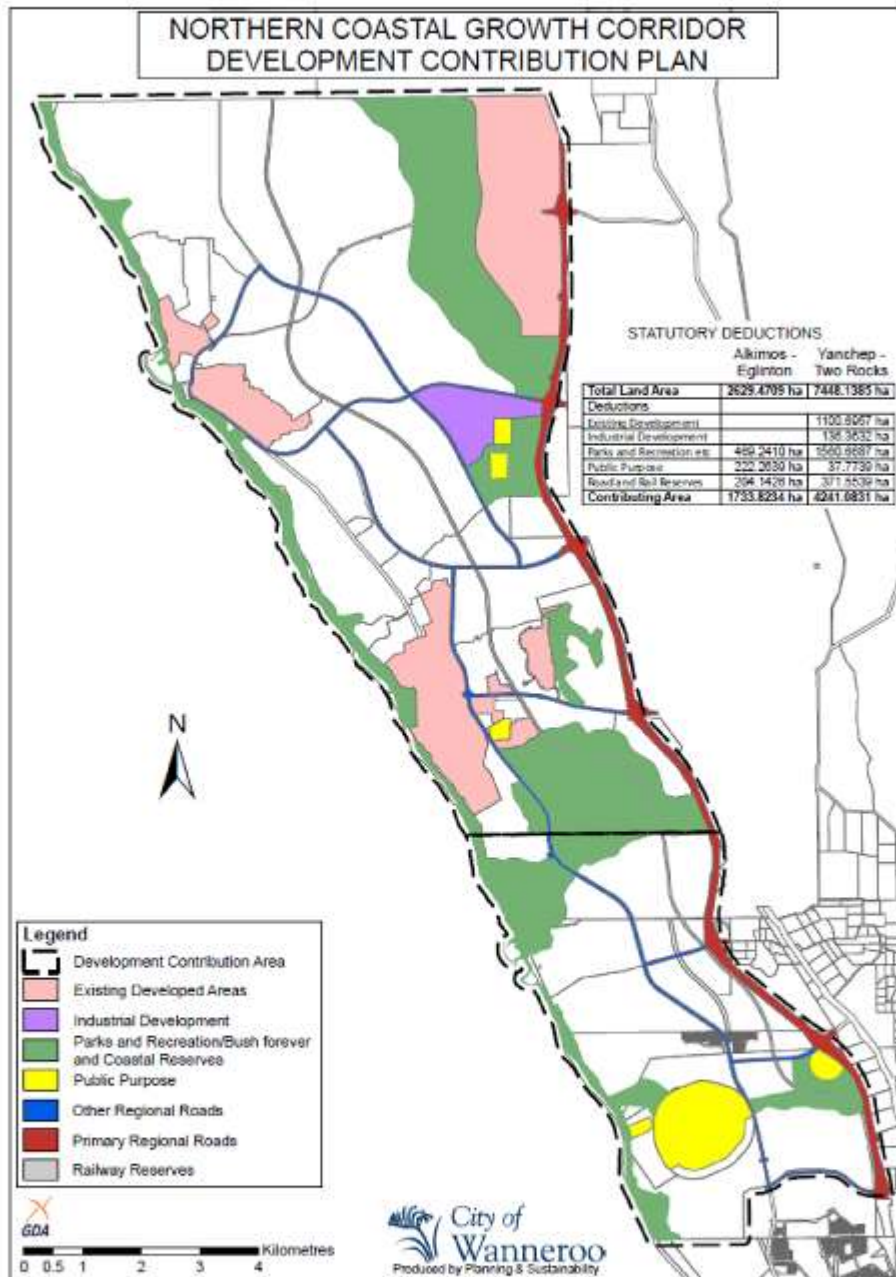 NORTHERN COASTAL GROWTH CORRIDOR
DEVELOPMENT CONTRIBUTION PLAN
STATUTORY DEDUCTIONS
Alkimos - Eglinton Yanchep - Two Rocks
Total Land Area 2629.4709 ha 7448.1385 ha
Deductions
Existing Development 1100.6957 ha
Industrial Development 136.3632 ha
Parks and Recreation etc 469.2410 ha 1560.6687 ha
Public Purpose 222.2639 ha 37.7739 ha
Road and Rail Reserves 204.1426 ha 371.5539 ha
Contributing Area 1733.8234 ha 4241.0831 ha
N
Legend
Development Contribution Area
Existing Developed Areas
Industrial Development
Parks and Recreation/Bush forever
and Coastal Reserves
Public Purpose
Other Regional Roads
Primary Regional Roads
Railway Reserves
GDA
Kilometres
0 0.5 1 2 3 4
City of
Wanneroo
Produced by Planning & Sustainability